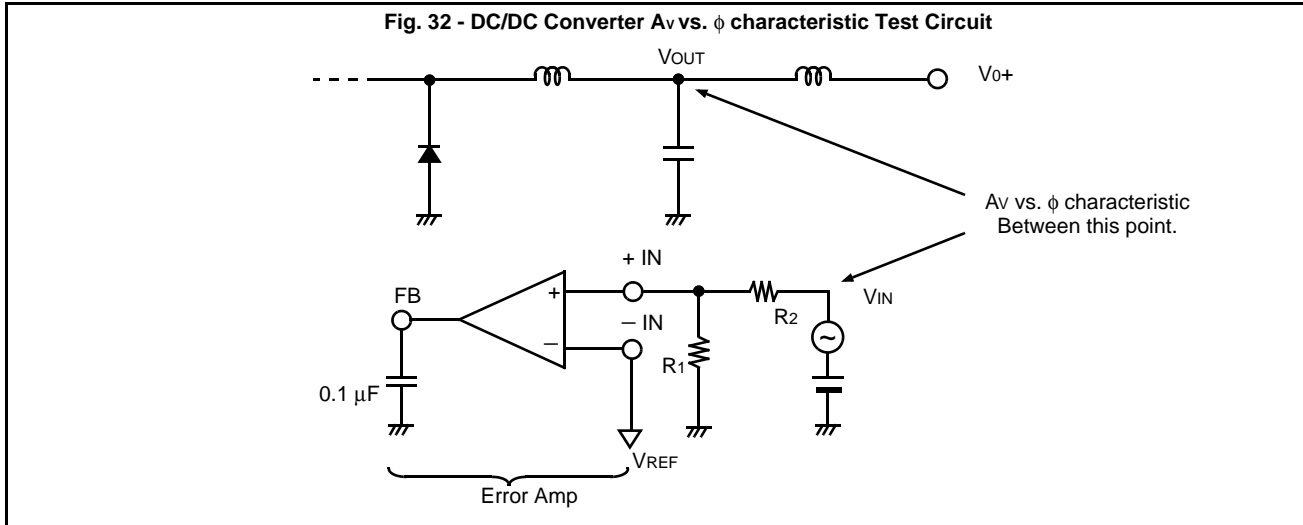 Fig. 32 - DC/DC Converter AV vs. ϕ characteristic Test Circuit
VOUT
V0+
AV vs. ϕ characteristic
Between this point.
+ IN
FB
+
VIN
R2
− IN
−
~
R1
0.1 µF
VREF
Error Amp